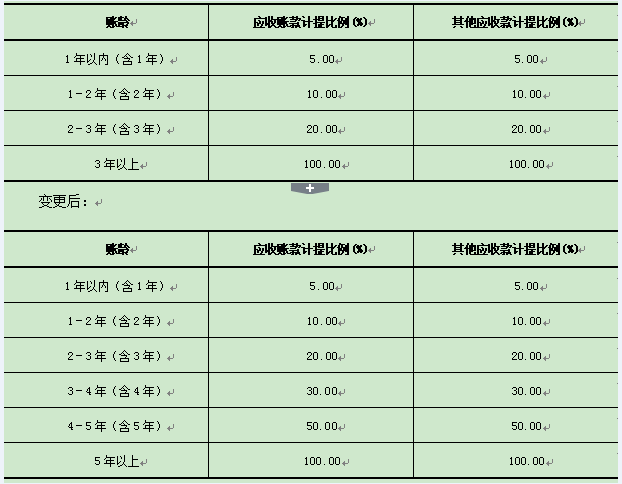 账龄 应收账款计提比例(%) 其他应收款计提比例(%)
1年以内（含1年） 5.00 5.00
1-2年（含2年） 10.00 10.00
2-3年（含3年） 20.00 20.00
3年以上 100.00 100.00
变更后：
账龄 应收账款计提比例(%) 其他应收款计提比例(%)
1年以内（含1年） 5.00 5.00
1-2年（含2年） 10.00 10.00
2-3年（含3年） 20.00 20.00
3-4年（含4年） 30.00 30.00
4-5年（含5年） 50.00 50.00
5年以上 100.00 100.00